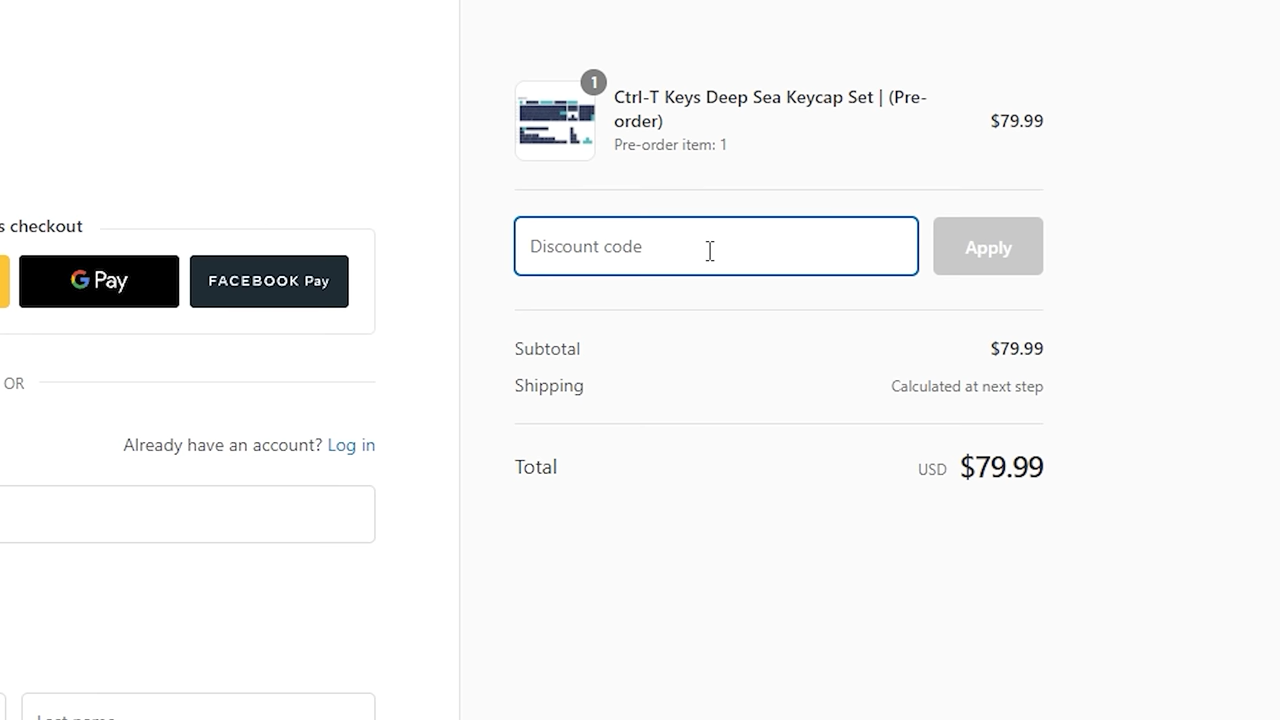 1
Ctrl-T Keys Deep Sea Keycap Set | (Pre-
order)
$79.99
Pre-order item: 1
s checkout
Discount code
Apply
G Pay
FACEBOOK Pay
Subtotal
$79.99
Shipping
Calculated at next step
OR
Already have an account? Log in
Total
USD $79.99
Last name